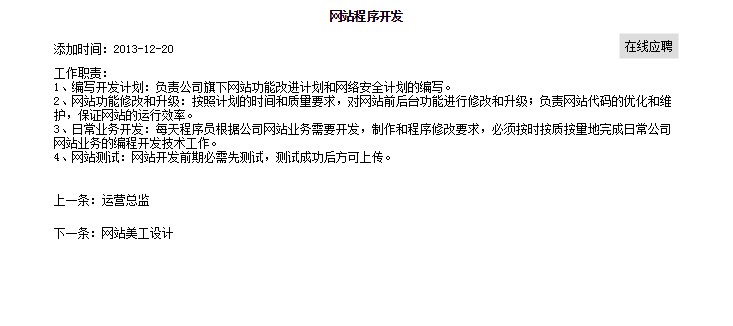 网站程序开发
添加时间：2013-12-20
在线应聘
工作职责：
1、编写开发计划：负责公司旗下网站功能改进计划和网络安全计划的编写。
2、网站功能修改和升级：按照计划的时间和质量要求，对网站前后台功能进行修改和升级；负责网站代码的优化和维
护，保证网站的运行效率。
3、日常业务开发：每天程序员根据公司网站业务需要开发，制作和程序修改要求，必须按时按质按量地完成日常公司
网站业务的编程开发技术工作。
4、网站测试：网站开发前期必需先测试，测试成功后方可上传。
上一条：运营总监
下一条：网站美工设计